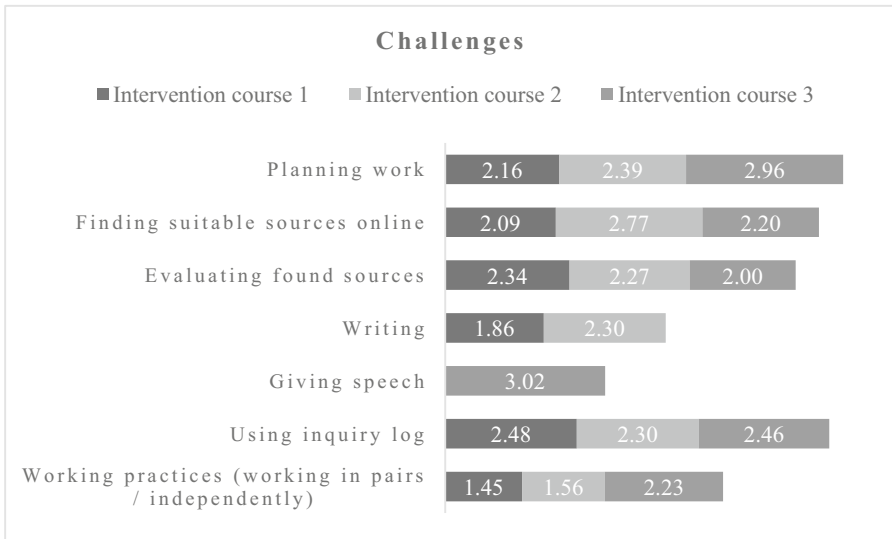 Challenges
Intervention course 1 Intervention course 2 Intervention course 3
Planning work 2.16 2.39 2.96
Finding suitable sources online 2.09 2.77 2.20
Evaluating found sources 2.34 2.27 2.00
Writing 1.86 2.30
Giving speech 3.02
Using inquiry log 2.48 2.30 2.46
Working practices (working in pairs
/ independently) 1.45 1.56 2.23